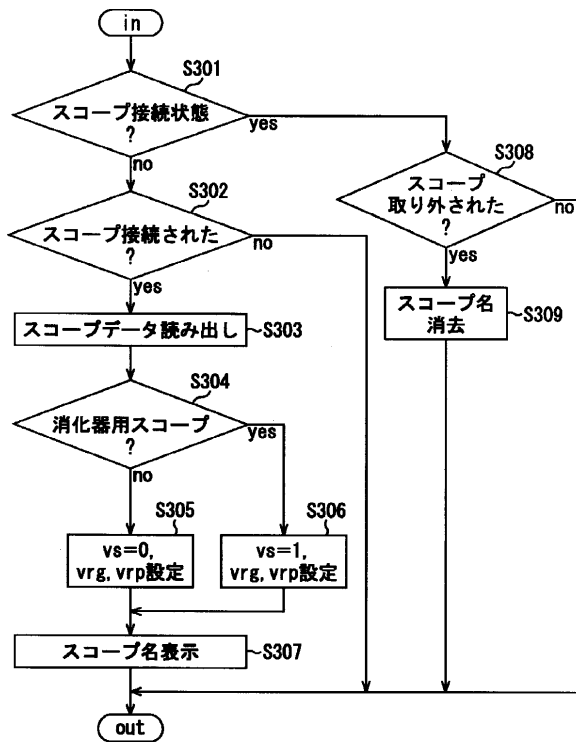 in
S301
スコープ接続状態
?
yes
no
S308
スコープ
取り外された
?
no
yes
S302
スコープ接続された
?
no
yes
スコープ名
消去
S309
スコープデータ読み出し
S303
S304
消化器用スコープ
?
yes
no
S305
vs=0,
vrg,vrp設定
S306
vs=1,
vrg,vrp設定
スコープ名表示
S307
out